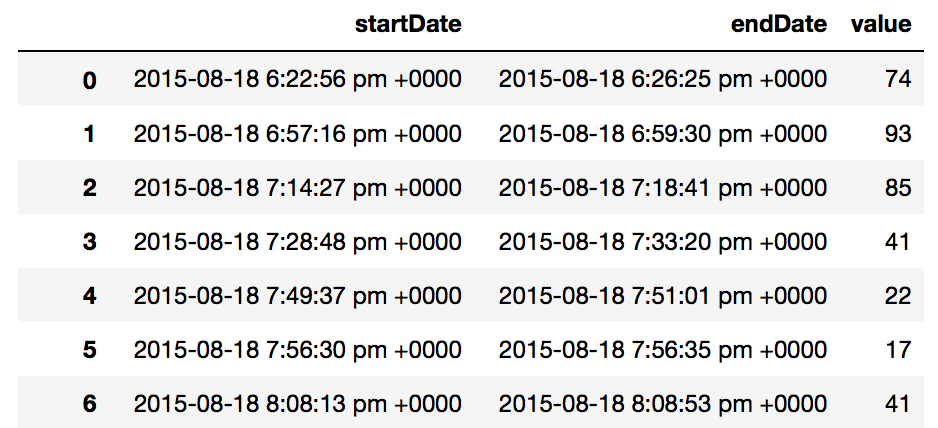 startDate endDate value
0 2015-08-18 6:22:56 pm +0000 2015-08-18 6:26:25 pm +0000 74
1 2015-08-18 6:57:16 pm +0000 2015-08-18 6:59:30 pm +0000 93
2 2015-08-18 7:14:27 pm +0000 2015-08-18 7:18:41 pm +0000 85
3 2015-08-18 7:28:48 pm +0000 2015-08-18 7:33:20 pm +0000 41
4 2015-08-18 7:49:37 pm +0000 2015-08-18 7:51:01 pm +0000 22
5 2015-08-18 7:56:30 pm +0000 2015-08-18 7:56:35 pm +0000 17
6 2015-08-18 8:08:13 pm +0000 2015-08-18 8:08:53 pm +0000 41